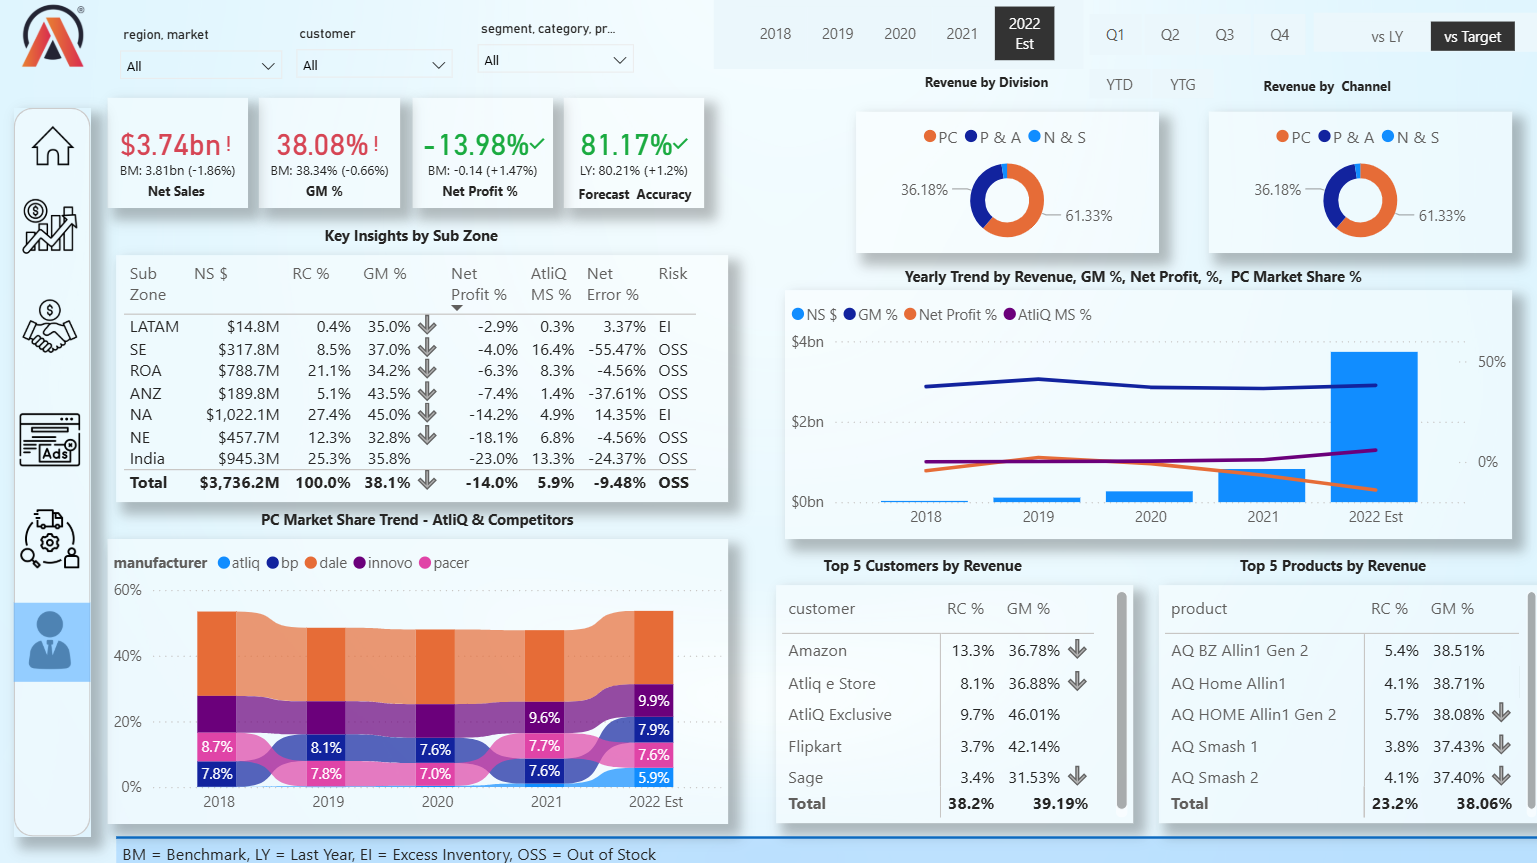 ®
region, market
customer
segment, category, pr...
All
All
All
2018 2019 2020 2021 2022 Est
Q1 Q2 Q3 Q4
vs LY vs Target
YTD YTG
$3.74bn !
BM: 3.81bn (-1.86%)
Net Sales
38.08% !
BM: 38.34% (-0.66%)
GM %
-13.98%
BM: -0.14 (+1.47%)
Net Profit %
81.17%
LY: 80.21% (+1.2%)
Forecast Accuracy
Revenue by Division
PC P & A N & S
36.18%
61.33%
Revenue by Channel
PC P & A N & S
36.18%
61.33%
Key Insights by Sub Zone
Sub Zone NS $ RC % GM % Net Profit % AtliQ MS % Net Error % Risk
LATAM $14.8M 0.4% 35.0% -2.9% 0.3% 3.37% EI
SE $317.8M 8.5% 37.0% -4.0% 16.4% -55.47% OSS
ROA $788.7M 21.1% 34.2% -6.3% 8.3% -4.56% OSS
ANZ $189.8M 5.1% 43.5% -7.4% 1.4% -37.61% OSS
NA $1,022.1M 27.4% 45.0% -14.2% 4.9% 14.35% EI
NE $457.7M 12.3% 32.8% -18.1% 6.8% -4.56% OSS
India $945.3M 25.3% 35.8% -23.0% 13.3% -24.37% OSS
Total $3,736.2M 100.0% 38.1% -14.0% 5.9% -9.48% OSS
Yearly Trend by Revenue, GM %, Net Profit, %, PC Market Share %
NS $ GM % Net Profit % AtliQ MS %
$4bn
50%
$2bn
0%
$0bn
2018 2019 2020 2021 2022 Est
Ads
PC Market Share Trend - AtliQ & Competitors
manufacturer atliq bp dale innovo pacer
60%
40%
20%
0%
8.7%
7.8%
8.1%
7.8%
7.6%
7.0%
9.6%
7.7%
7.6%
9.9%
7.9%
7.6%
5.9%
2018 2019 2020 2021 2022 Est
Top 5 Customers by Revenue
customer RC % GM %
Amazon 13.3% 36.78%
Atliq e Store 8.1% 36.88%
AtliQ Exclusive 9.7% 46.01%
Flipkart 3.7% 42.14%
Sage 3.4% 31.53%
Total 38.2% 39.19%
Top 5 Products by Revenue
product RC % GM %
AQ BZ Allin1 Gen 2 5.4% 38.51%
AQ Home Allin1 4.1% 38.71%
AQ HOME Allin1 Gen 2 5.7% 38.08%
AQ Smash 1 3.8% 37.43%
AQ Smash 2 4.1% 37.40%
Total 23.2% 38.06%
BM = Benchmark, LY = Last Year, EI = Excess Inventory, OSS = Out of Stock